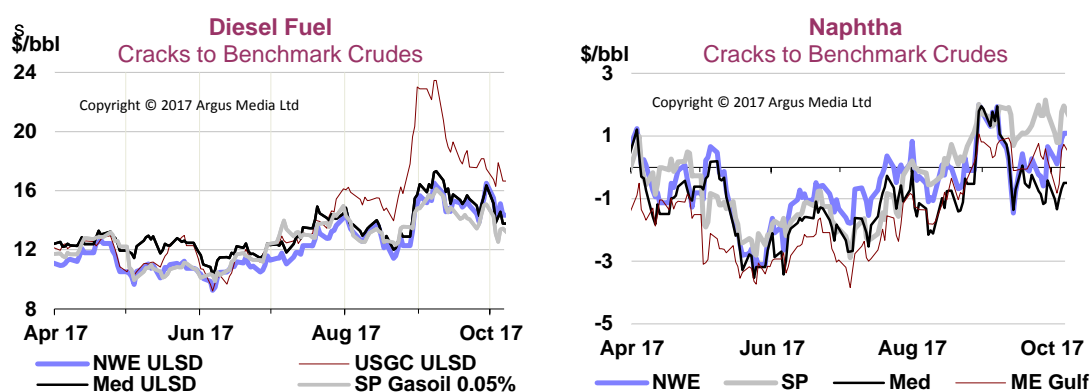 s
Diesel Fuel
$/bbl
Cracks to Benchmark Crudes
24
Copyright © 2017 Argus Media Ltd
20
16
12
8
Apr 17 Jun 17 Aug 17 Oct 17
NWE ULSD USGC ULSD
Med ULSD SP Gasoil 0.05%
Naphtha
$/bbl
Cracks to Benchmark Crudes
3
Copyright © 2017 Argus Media Ltd
1
-1
-3
-5
Apr 17 Jun 17 Aug 17 Oct 17
NWE SP Med ME Gulf